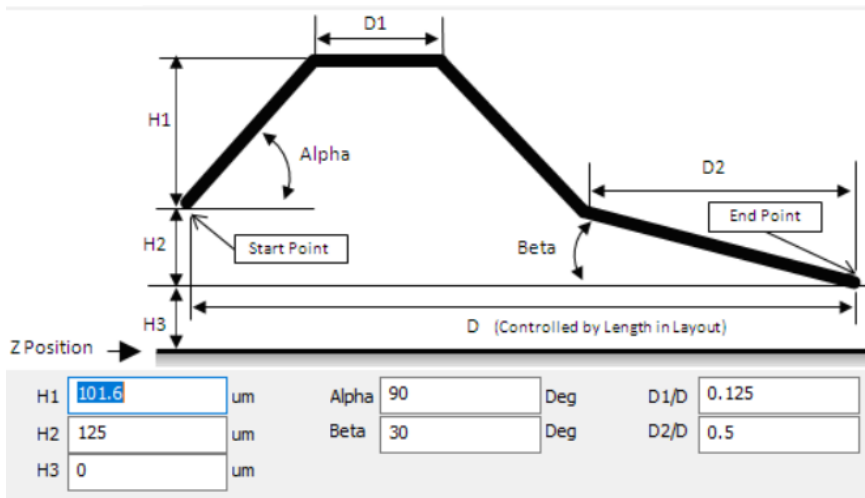 D1
H1
Alpha
D2
End Point
H2
Start Point
Beta
H3
D (Controlled by Length in Layout)
Z Position
H1 101.6 um Alpha 90 Deg D1/D 0.125
H2 125 um Beta 30 Deg D2/D 0.5
H3 0 um